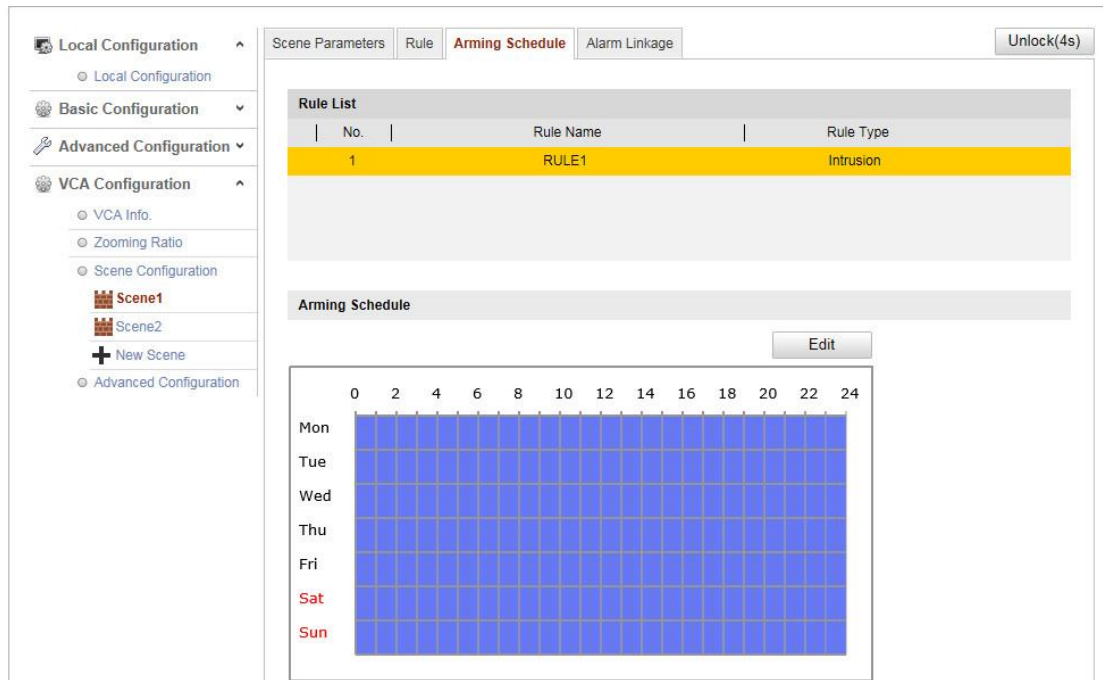 Local Configuration
Local Configuration
Basic Configuration
Advanced Configuration
VCA Configuration
VCA Info.
Zooming Ratio
Scene Configuration
Scene1
Scene2
New Scene
Advanced Configuration
Scene Parameters Rule Arming Schedule Alarm Linkage Unlock(4s)
Rule List
No. Rule Name Rule Type
1 RULE1 Intrusion
Arming Schedule
Edit
0 2 4 6 8 10 12 14 16 18 20 22 24
Mon
Tue
Wed
Thu
Fri
Sat
Sun